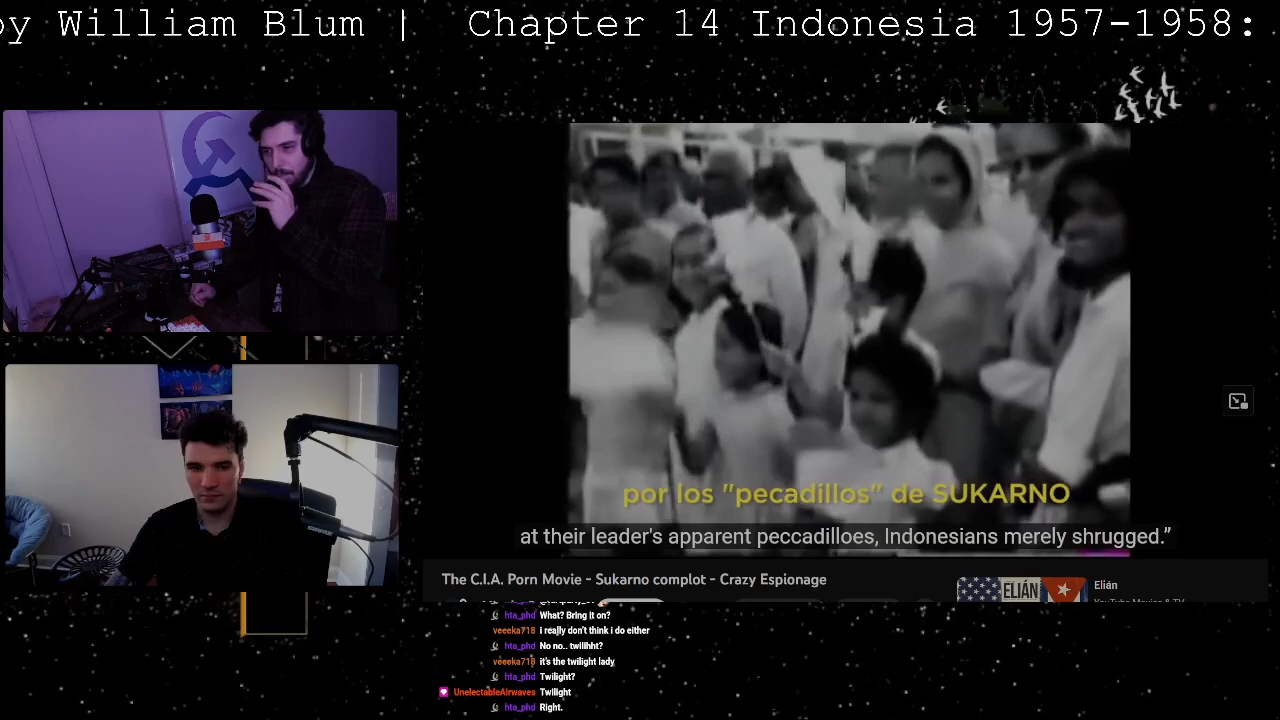 by William Blum | Chapter 14 Indonesia 1957-1958:
por los "pecadillos" de SUKARNO
at their leader's apparent peccadilloes, Indonesians merely shrugged.”
The C.I.A. Porn Movie - Sukarno complot - Crazy Espionage
ELIÁN
Elián
hta_phd What? Bring it on?
veeeka718 i really don't think i do either
hta_phd No no.. twilihht?
veeeka718 it's the twilight lady
hta_phd Twilight?
UnelectableAirwaves Twilight
hta_phd Right.